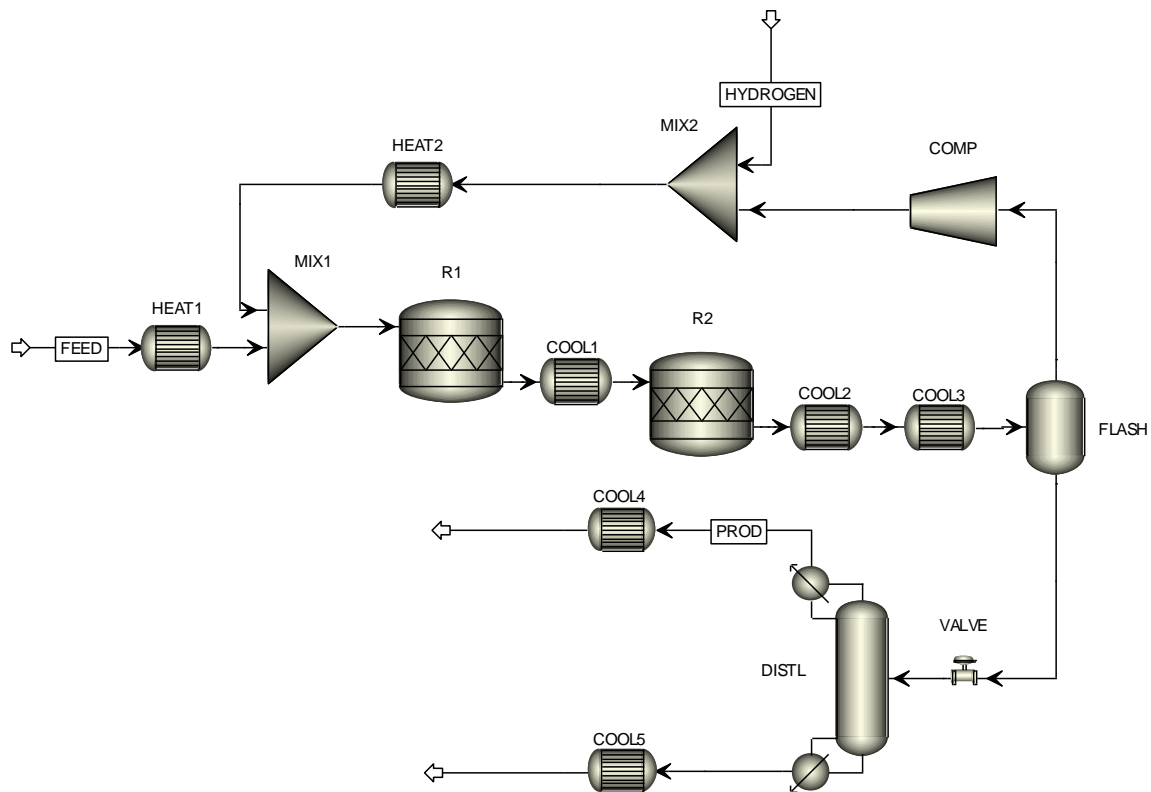 HYDROGEN
MIX2
HEAT2
COMP
MIX1
R1
HEAT1
R2
FEED
COOL1
COOL2
COOL3
FLASH
COOL4
PROD
VALVE
DISTL
COOL5